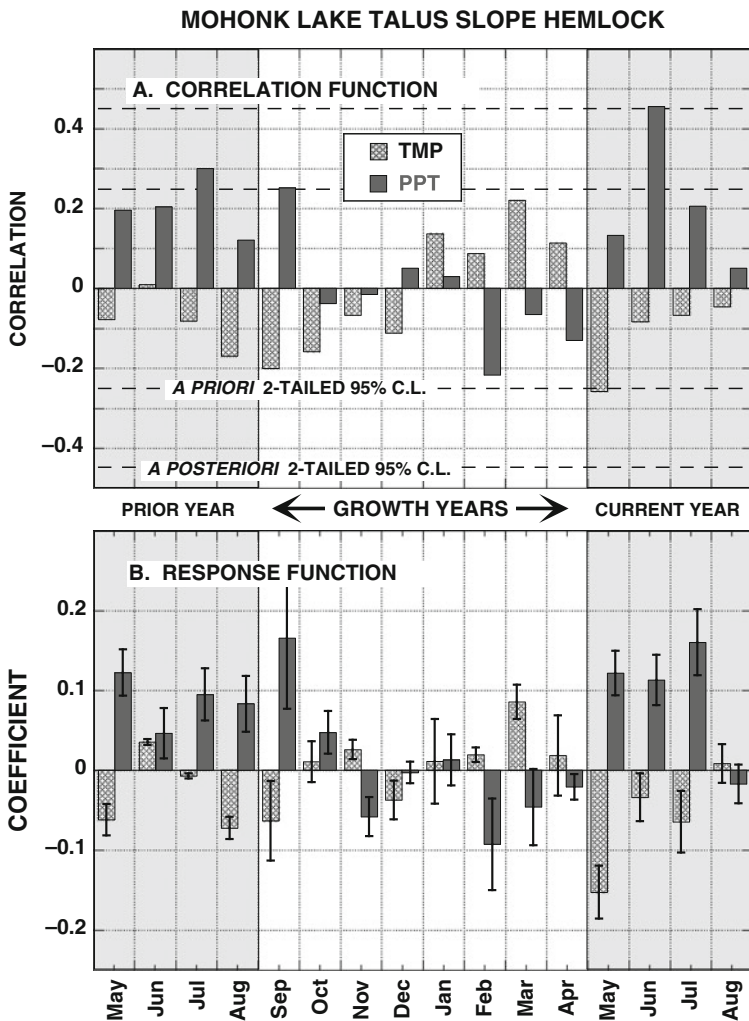 MOHONK LAKE TALUS SLOPE HEMLOCK
A. CORRELATION FUNCTION
TMP
PPT
0.4
0.2
0
−0.2
−0.4
CORRELATION
A PRIORI 2-TAILED 95% C.L.
A POSTERIORI 2-TAILED 95% C.L.
PRIOR YEAR
GROWTH YEARS
CURRENT YEAR
B. RESPONSE FUNCTION
0.2
0.1
0
−0.1
−0.2
COEFFICIENT
May
Jun
Jul
Aug
Sep
Oct
Nov
Dec
Jan
Feb
Mar
Apr
May
Jun
Jul
Aug